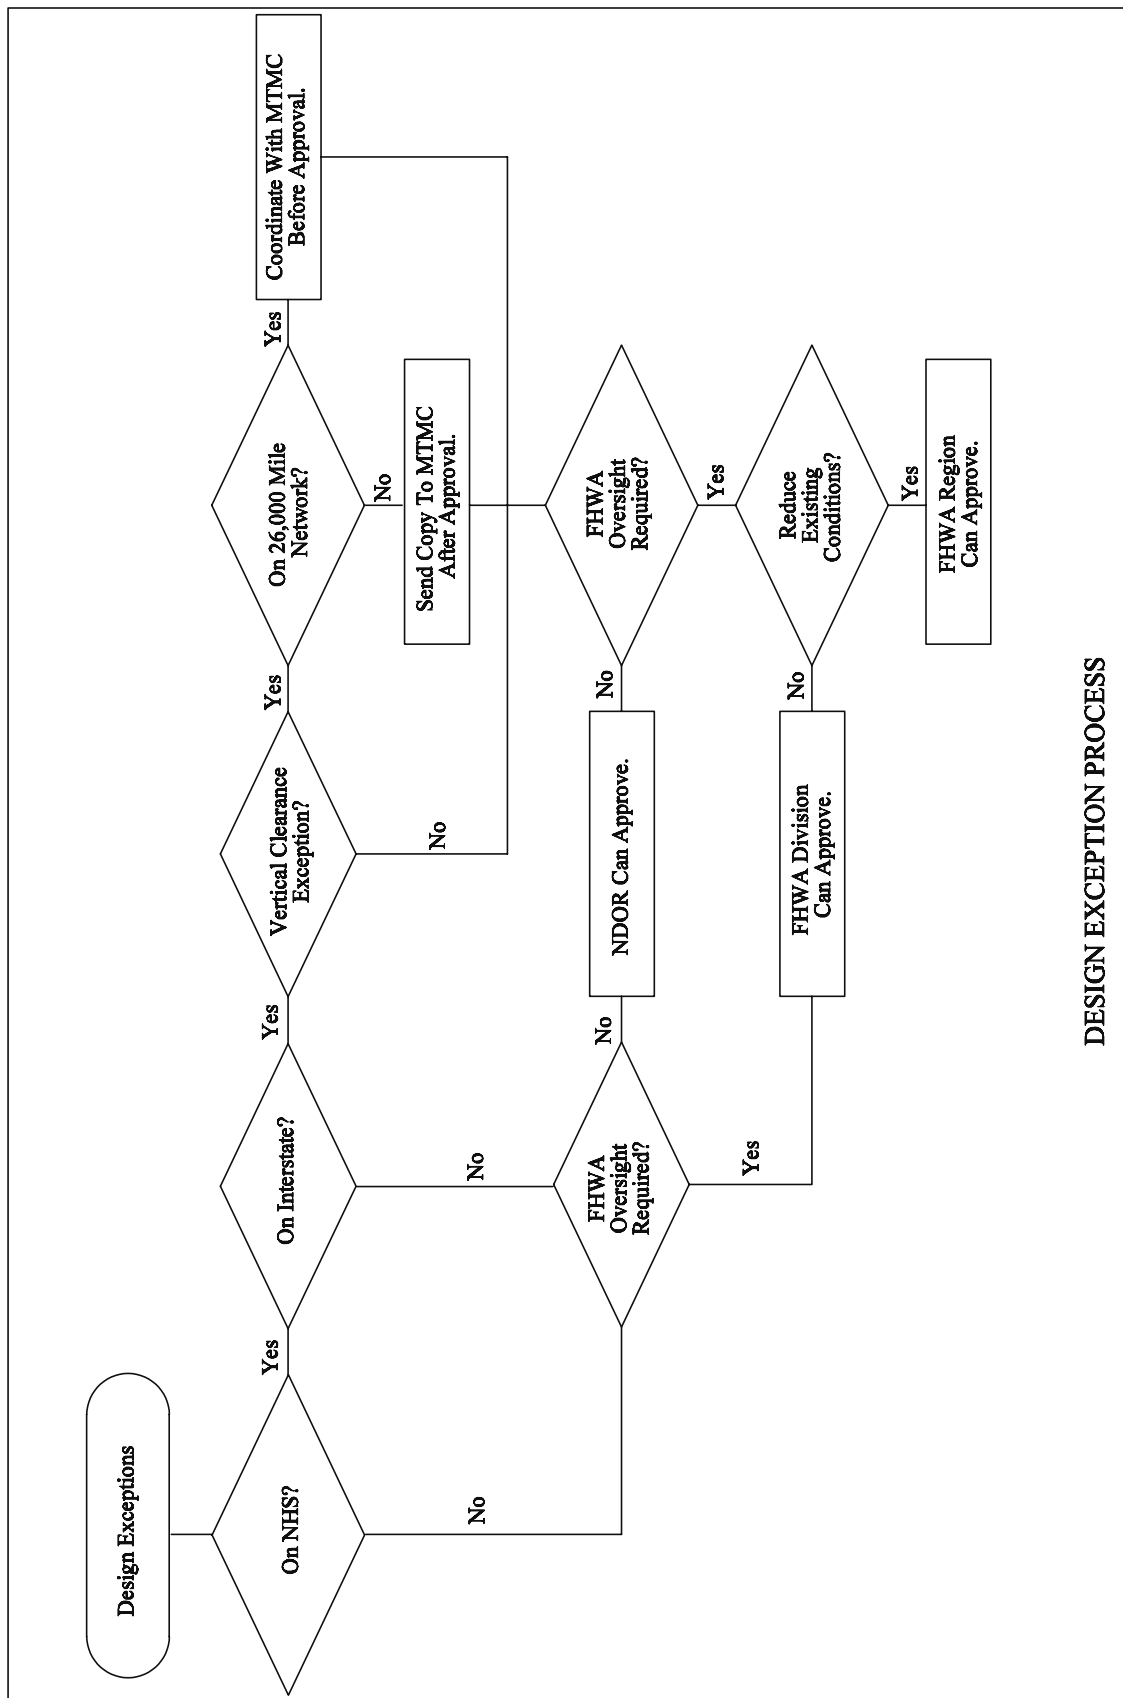 Design Exceptions
On NHS?
Yes
No
On Interstate?
Yes
No
Vertical Clearance
Exception?
Yes
No
On 26,000 Mile
Network?
Yes
No
Coordinate With MTMC
Before Approval.
Send Copy To MTMC
After Approval.
FHWA
Oversight
Required?
No
Yes
NDOR Can Approve.
FHWA
Oversight
Required?
No
Yes
FHWA Division
Can Approve.
Reduce
Existing
Conditions?
No
Yes
FHWA Region
Can Approve.
DESIGN EXCEPTION PROCESS